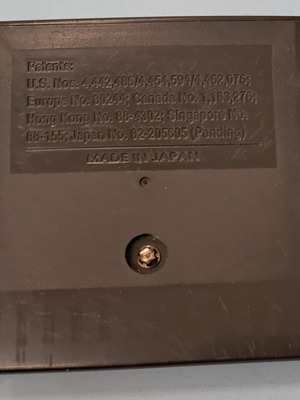 Patents:
U.S. Nos. 4,442,486/4,454,594/4,462,076;
Europe No. 80244; Canada No. 1,183,276;
Hong Kong No. 88-4302; Singapore No.
88-155; Japan No. 82-205605 (Pending)
MADE IN JAPAN